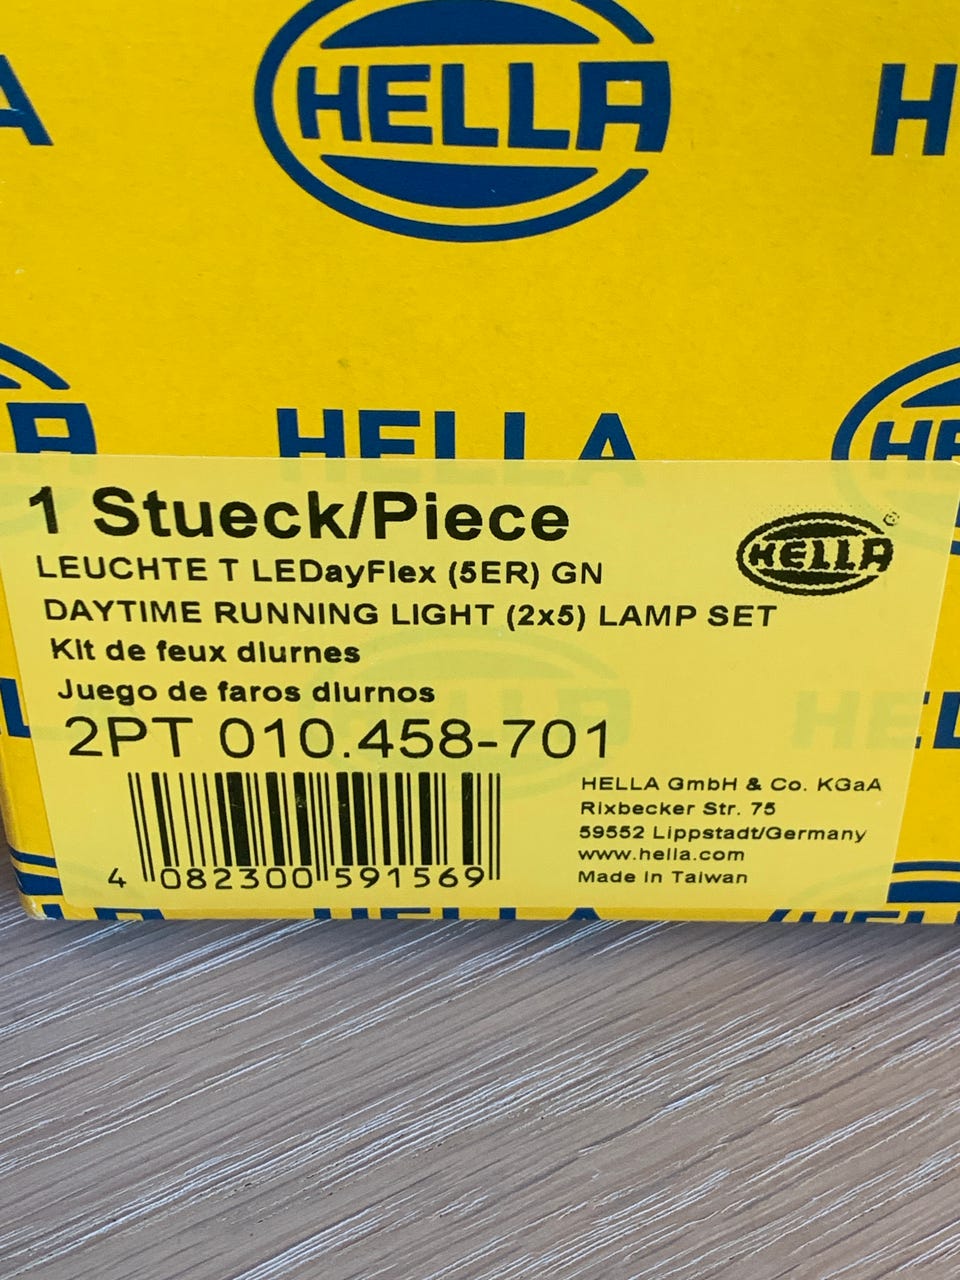 HELLA
HELLA
HELLA
1 Stueck/Piece
LEUCHTE T LEDayFlex (5ER) GN
DAYTIME RUNNING LIGHT (2x5) LAMP SET
Kit de feux diurnes
Juego de faros diurnos
2PT 010.458-701
4 082300 591569
HELLA GmbH & Co. KGaA
Rixbecker Str. 75
59552 Lippstadt/Germany
www.hella.com
Made in Taiwan
HELLA